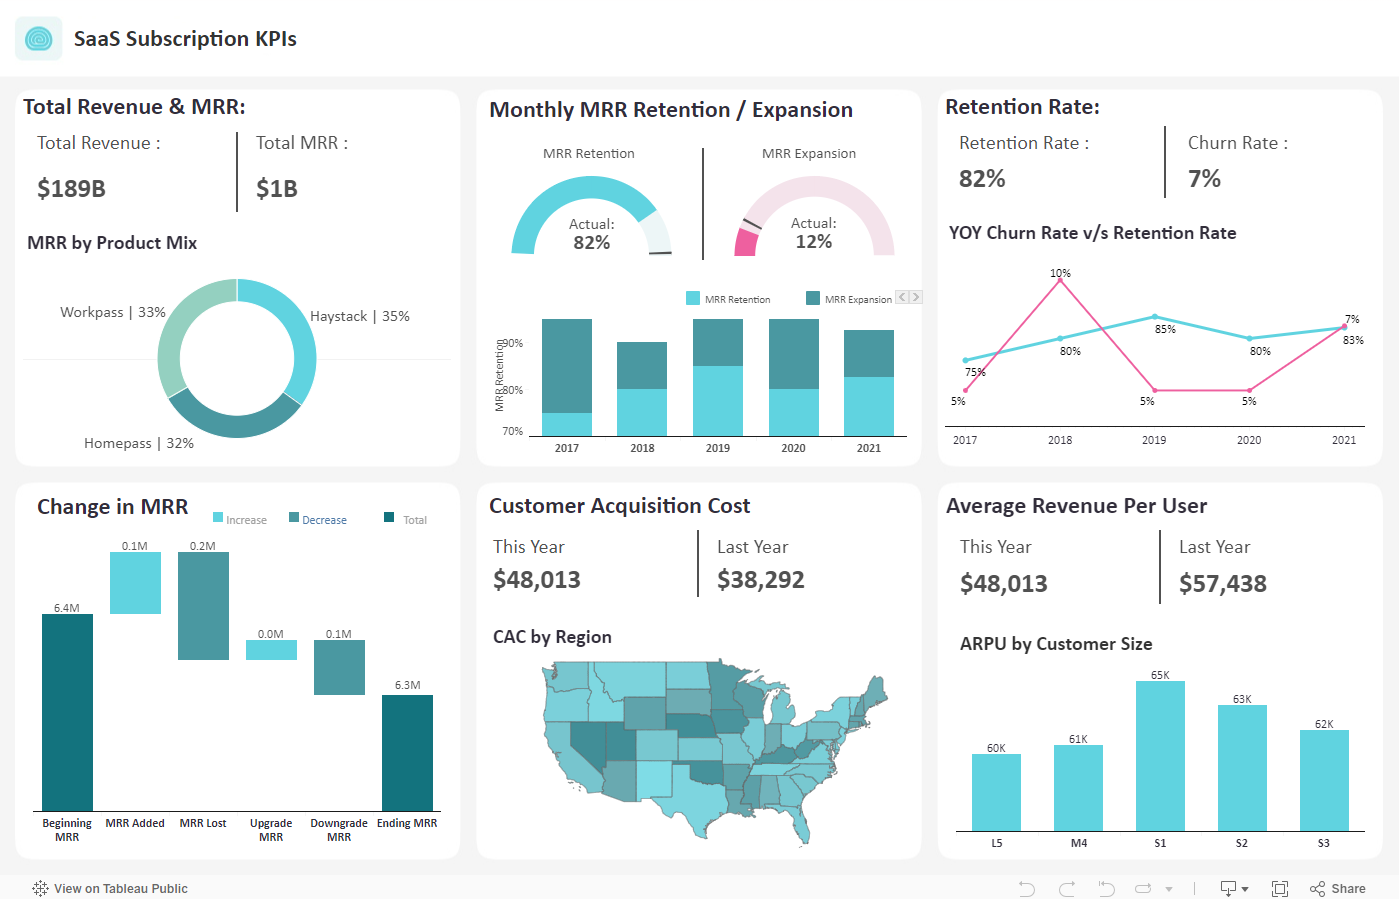 SaaS Subscription KPIs
Total Revenue & MRR:
Total Revenue :
Total MRR :
$189B
$1B
MRR by Product Mix
Workpass | 33%
Haystack | 35%
Homepass | 32%
Monthly MRR Retention / Expansion
MRR Retention
MRR Expansion
Actual:
82%
Actual:
12%
MRR Retention
MRR Expansion
MRR Retention
90%
80%
70%
2017
2018
2019
2020
2021
Retention Rate:
Retention Rate :
Churn Rate :
82%
7%
YOY Churn Rate v/s Retention Rate
10%
7%
85%
83%
80%
80%
75%
5%
5%
5%
2017
2018
2019
2020
2021
Change in MRR
Increase
Decrease
Total
0.1M
0.2M
6.4M
0.0M
0.1M
6.3M
Beginning MRR
MRR Added
MRR Lost
Upgrade MRR
Downgrade MRR
Ending MRR
Customer Acquisition Cost
This Year
Last Year
$48,013
$38,292
CAC by Region
Average Revenue Per User
This Year
Last Year
$48,013
$57,438
ARPU by Customer Size
60K
61K
65K
63K
62K
L5
M4
S1
S2
S3
View on Tableau Public
Share